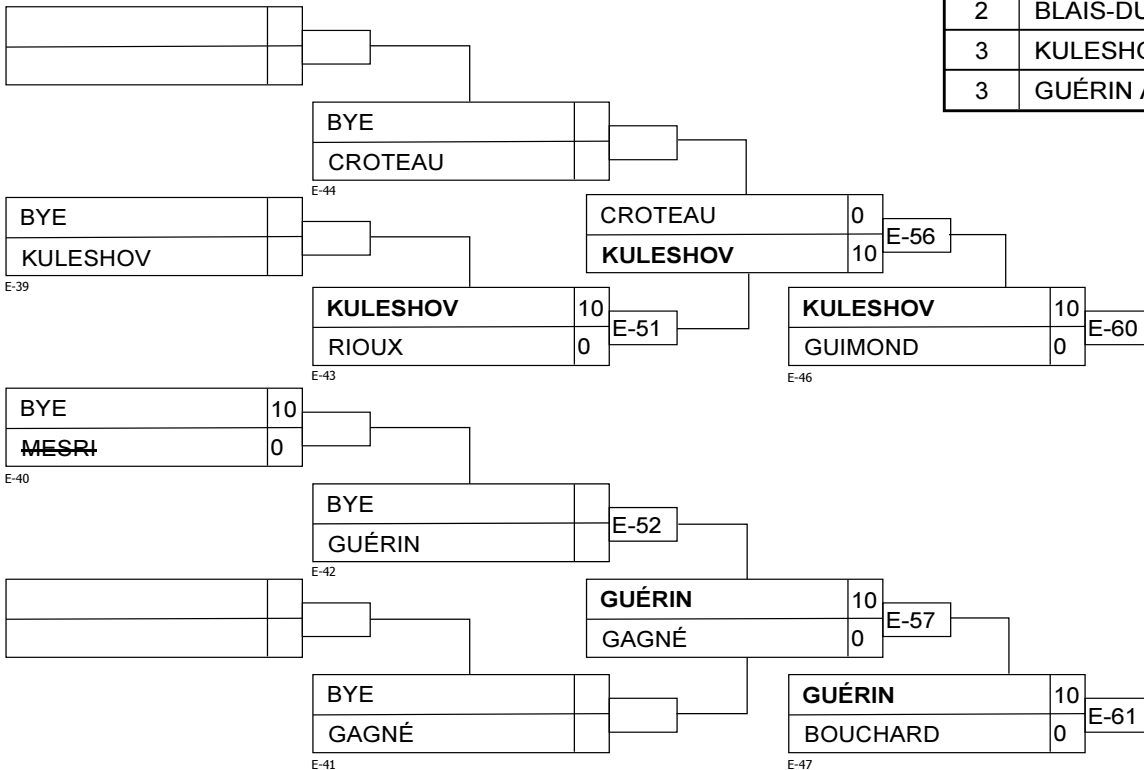 2 BLAIS-DU
3 KULESHO
3 GUÉRIN A
BYE
CROTEAU
E-44
BYE
KULESHOV
E-39
CROTEAU 0
KULESHOV 10
E-56
KULESHOV 10
RIOUX 0
E-51
E-43
KULESHOV 10
GUIMOND 0
E-60
E-46
BYE 10
MESRI 0
E-40
BYE
GUÉRIN
E-52
E-42
GUÉRIN 10
GAGNÉ 0
E-57
BYE
GAGNÉ
E-41
GUÉRIN 10
BOUCHARD 0
E-61
E-47